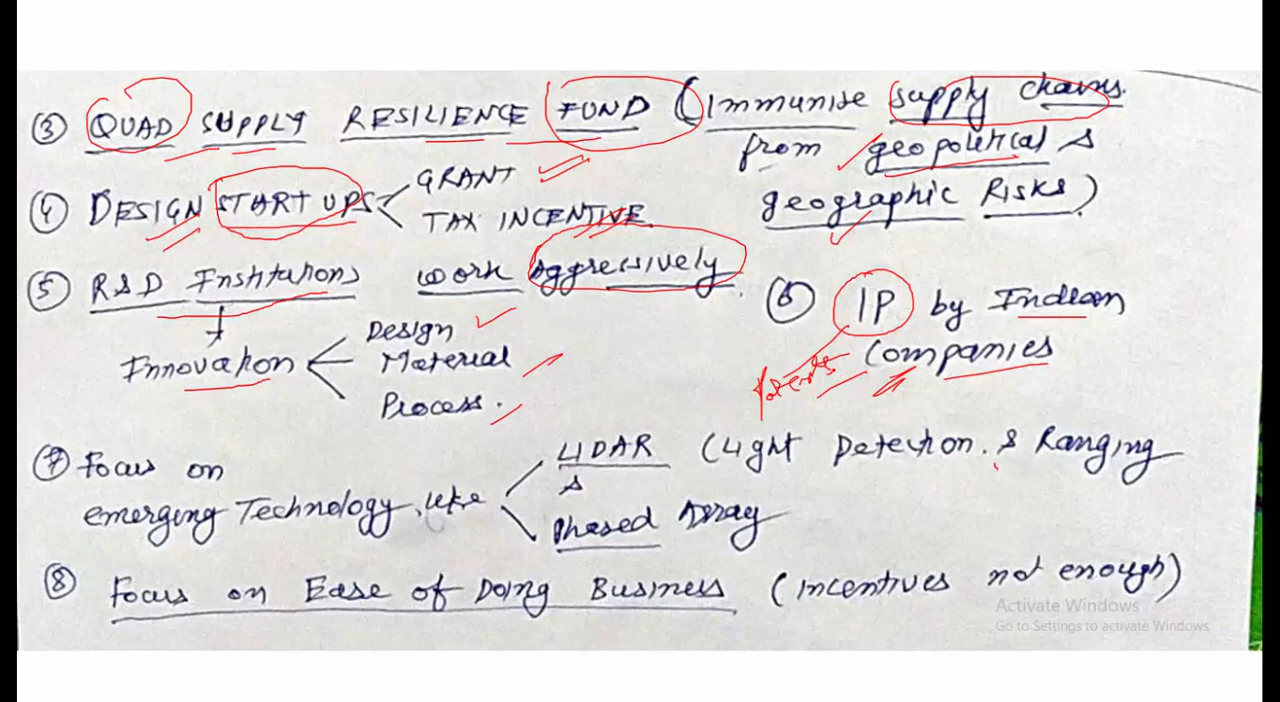 ③ QUAD SUPPLY RESILIENCE FUND (Immunise supply chains
from geopolitical &
geographic Risks)
④ DESIGN START UPS < GRANT
TAX INCENTIVE
⑤ R&D Institutions work Aggressively.
↓
Innovation < Design
Material
Process.
⑥ IP by Indian
Companies
Patents
⑦ Focus on
emerging Technology like
LIDAR (Light Detection & Ranging
&
Phased Array
⑧ Focus on Ease of Doing Business (incentives not enough)
Activate Windows
Go to Settings to activate Windows.